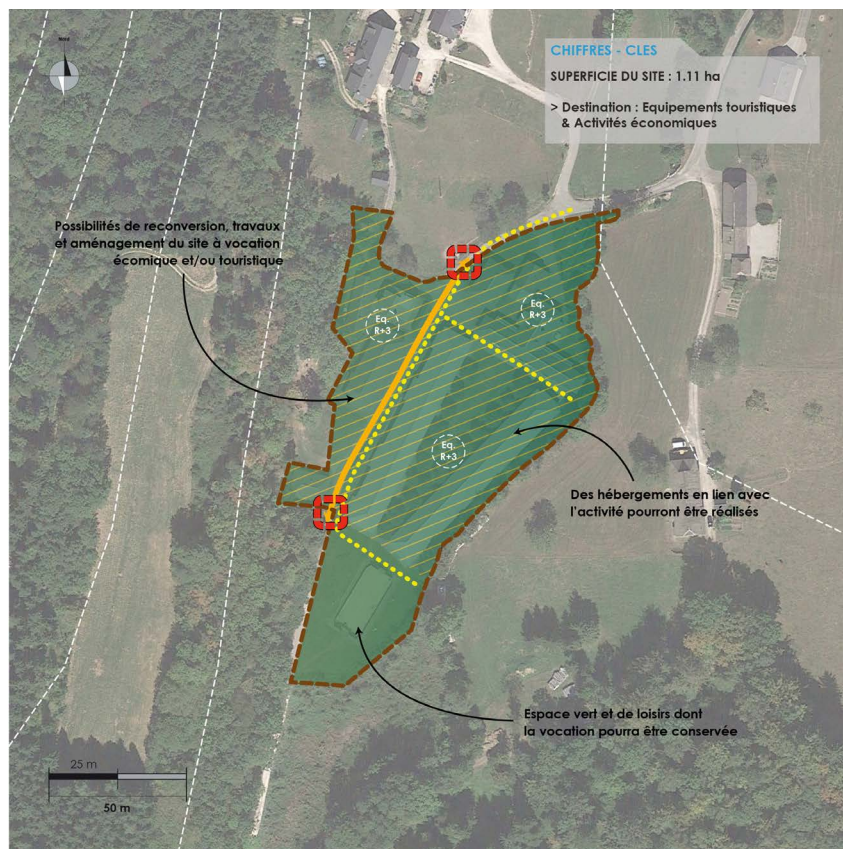 Nord
CHIFFRES - CLES
SUPERFICIE DU SITE : 1.11 ha
> Destination : Equipements touristiques
& Activités économiques
Possibilités de reconversion, travaux
et aménagement du site à vocation
écomique et/ou touristique
Eq.
R+3
Eq.
R+3
Eq.
R+3
Des hébergements en lien avec
l'activité pourront être réalisés
Espace vert et de loisirs dont
la vocation pourra être conservée
25 m
50 m